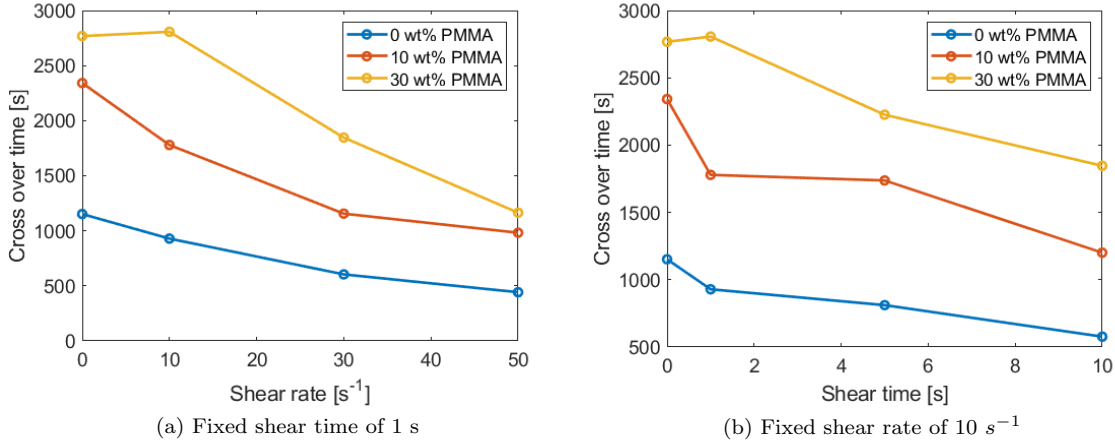 3000
2500
2000
1500
1000
500
0
Cross over time [s]
0 wt% PMMA
10 wt% PMMA
30 wt% PMMA
0 10 20 30 40 50
Shear rate [s⁻¹]
(a) Fixed shear time of 1 s
3000
2500
2000
1500
1000
500
Cross over time [s]
0 wt% PMMA
10 wt% PMMA
30 wt% PMMA
0 2 4 6 8 10
Shear time [s]
(b) Fixed shear rate of 10 s⁻¹